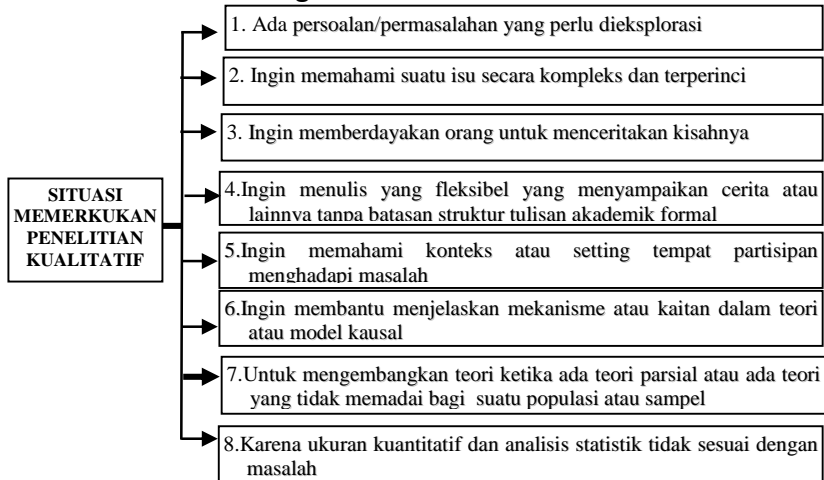 1. Ada persoalan/permasalahan yang perlu dieksplorasi
2. Ingin memahami suatu isu secara kompleks dan terperinci
3. Ingin memberdayakan orang untuk menceritakan kisahnya
SITUASI
MEMERKUKAN
PENELITIAN
KUALITATIF
4.Ingin menulis yang fleksibel yang menyampaikan cerita atau
lainnya tanpa batasan struktur tulisan akademik formal
5.Ingin memahami konteks atau setting tempat partisipan
menghadapi masalah
6.Ingin membantu menjelaskan mekanisme atau kaitan dalam teori
atau model kausal
7.Untuk mengembangkan teori ketika ada teori parsial atau ada teori
yang tidak memadai bagi suatu populasi atau sampel
8.Karena ukuran kuantitatif dan analisis statistik tidak sesuai dengan
masalah